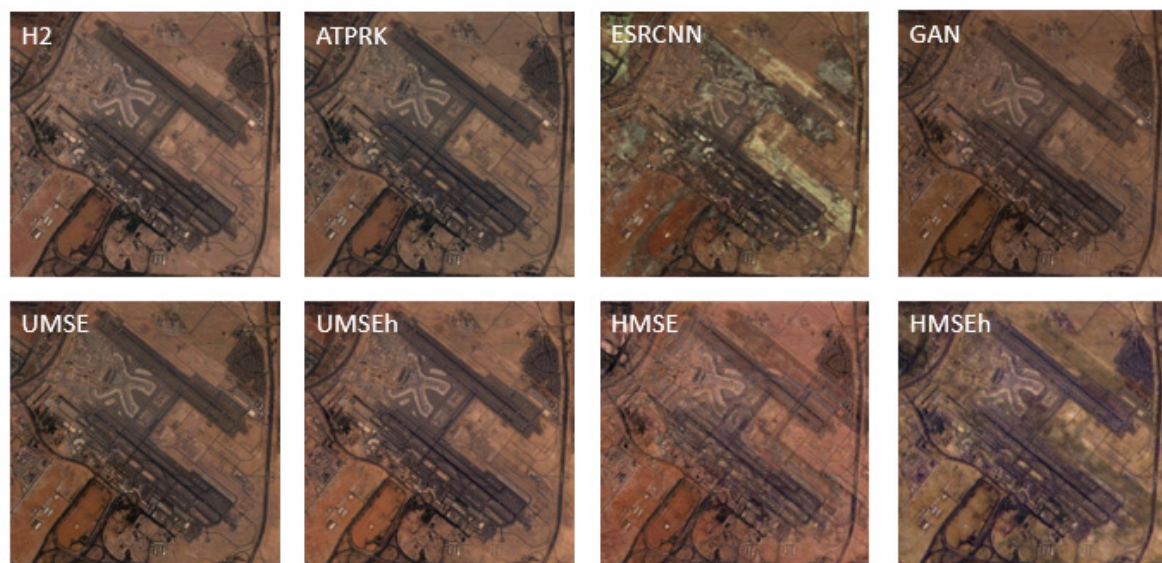 H2
ATPRK
ESRCNN
GAN
UMSE
UMSEh
HMSE
HMSEh